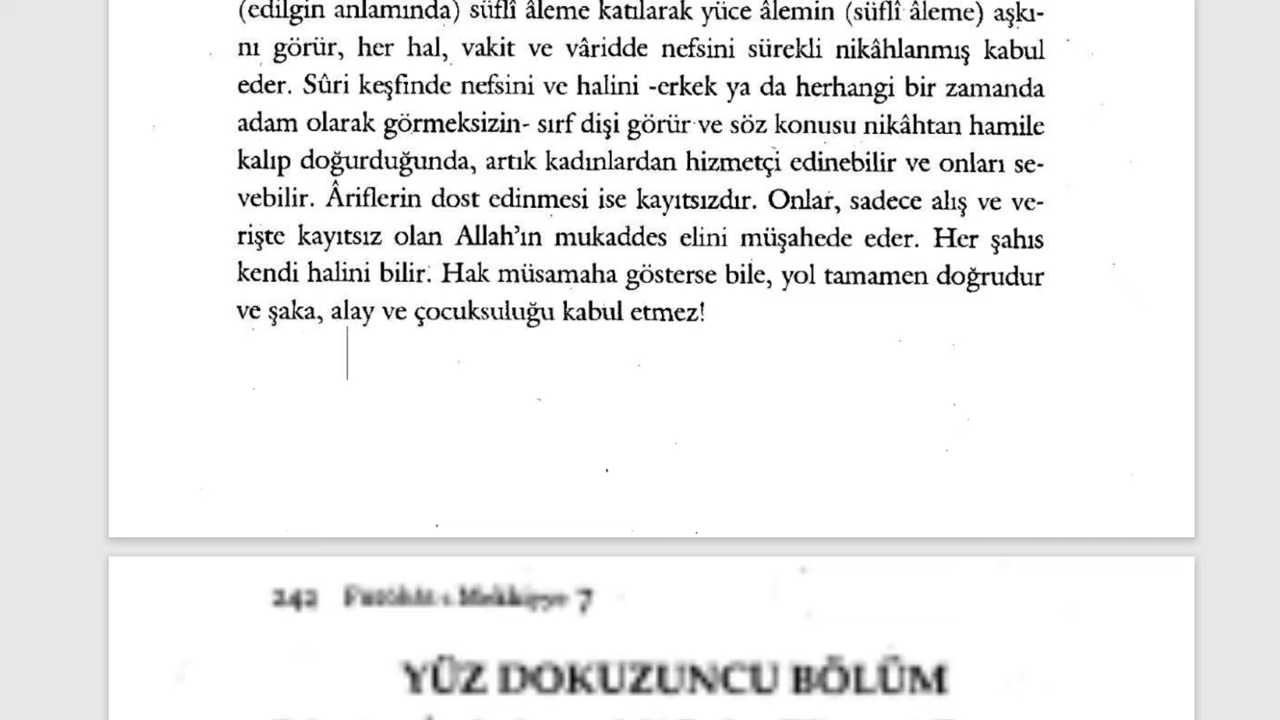 (edilgin anlamında) süflî âleme katılarak yüce âlemin (süflî âleme) aşkı-
nı görür, her hal, vakit ve vâridde nefsini sürekli nikâhlanmış kabul
eder. Sûri keşfinde nefsini ve halini -erkek ya da herhangi bir zamanda
adam olarak görmeksizin- sırf dişi görür ve söz konusu nikâhtan hamile
kalıp doğurduğunda, artık kadınlardan hizmetçi edinebilir ve onları se-
vebilir. Âriflerin dost edinmesi ise kayıtsızdır. Onlar, sadece alış ve ve-
rişte kayıtsız olan Allah'ın mukaddes elini müşahede eder. Her şahıs
kendi halini bilir. Hak müsamaha gösterse bile, yol tamamen doğrudur
ve şaka, alay ve çocuksuluğu kabul etmez!
242 Fütûhât-ı Mekkiyye 7
YÜZ DOKUZUNCU BÖLÜM